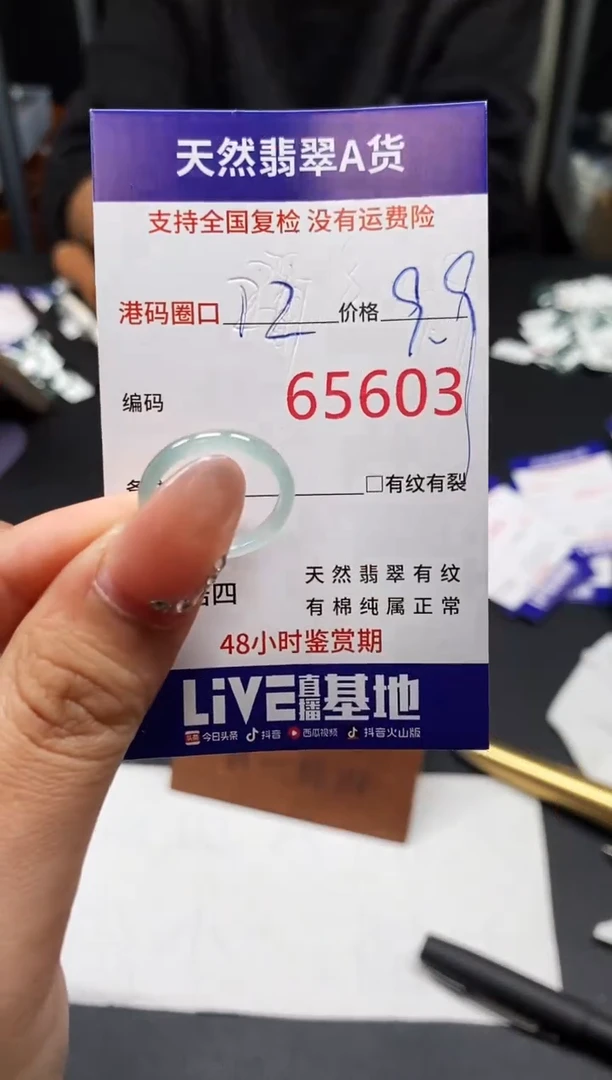 天然翡翠A货
支持全国复检 没有运费险
港码圈口 12 价格 99
编码 65603
□有纹有裂
天然翡翠有纹
四 有棉纯属正常
48小时鉴赏期
LiVE直播基地
头条 今日头条 抖音 西瓜视频 抖音火山版